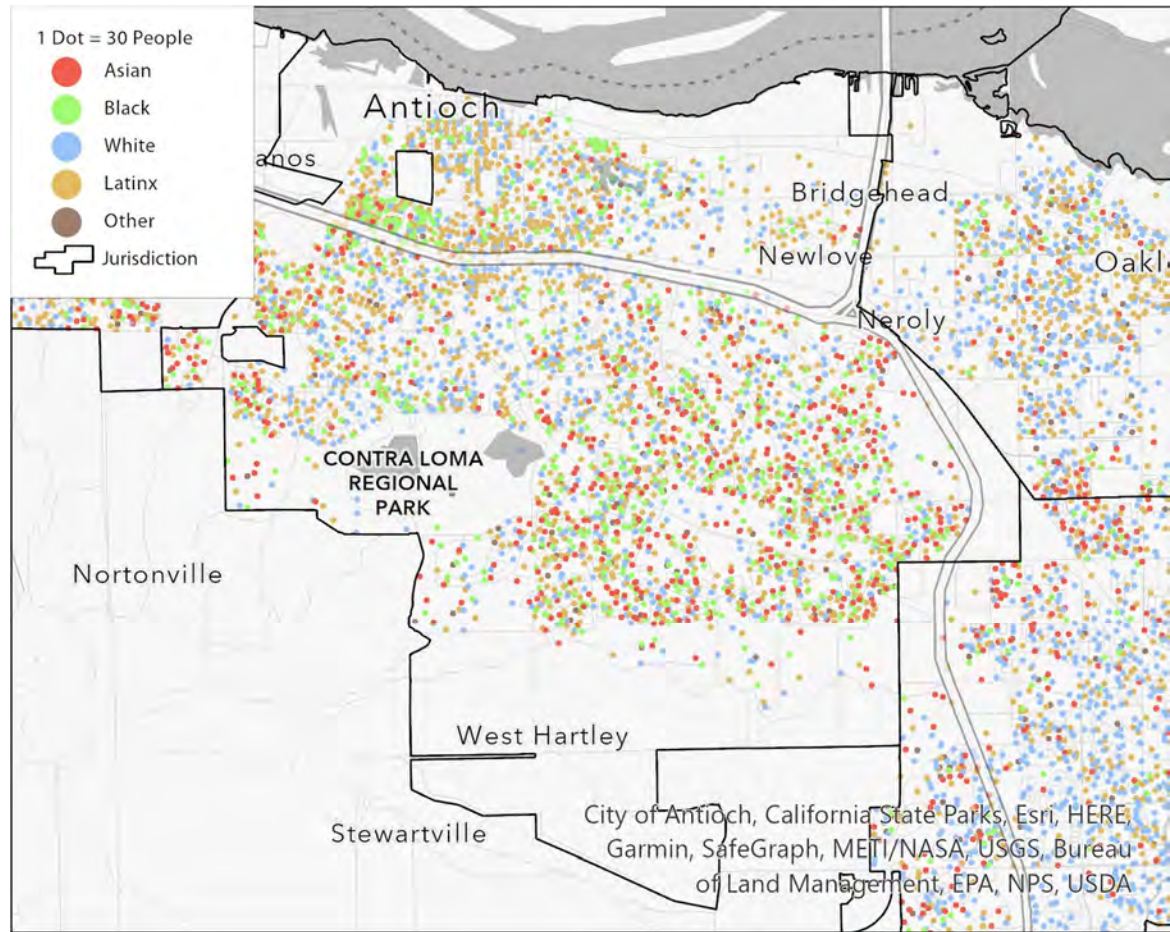 1 Dot = 30 People
Asian
Black
White
Latinx
Other
Jurisdiction
Antioch
anos
Bridgehead
Newlove
Oakl
Neroly
CONTRA LOMA
REGIONAL
PARK
Nortonville
West Hartley
Stewartville
City of Antioch, California State Parks, Esri, HERE,
Garmin, SafeGraph, METI/NASA, USGS, Bureau
of Land Management, EPA, NPS, USDA